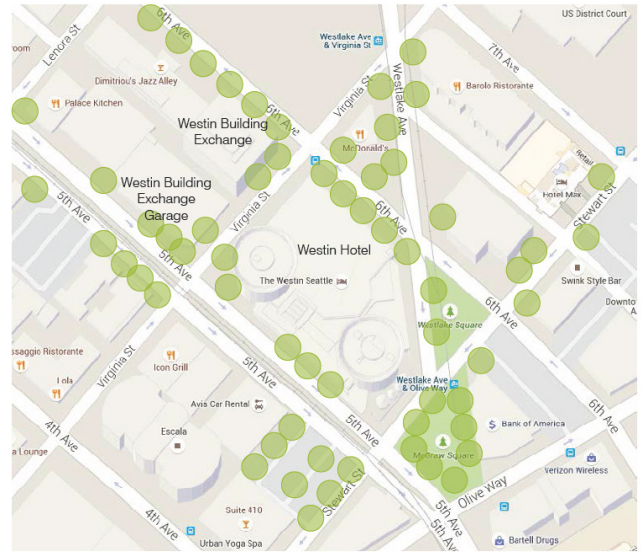 6th Ave
US District Court
Lenora St
Westlake Ave
& Virginia St
7th Ave
room
Dimitriou's Jazz Alley
Westlake Ave
Virginia St
Barolo Ristorante
Palace Kitchen
6th Ave
Westin Building
Exchange
McDonald's
Retail
5th Ave
Westin Building
Exchange
Garage
Hotel Max
Stewart St
Virginia St
6th Ave
Westin Hotel
5th Ave
The Westin Seattle
Swink Style Bar
6th Ave
Downto
Westlake Square
Virginia St
ssaggio Ristorante
Icon Grill
Lola
5th Ave
Westlake Ave
& Olive Way
Avis Car Rental
6th Ave
4th Ave
Escala
5th Ave
Bank of America
a Lounge
McGraw Square
Verizon Wireless
Stewart St
Olive Way
Suite 410
4th Ave
5th Ave
5th Ave
Urban Yoga Spa
Bartell Drugs